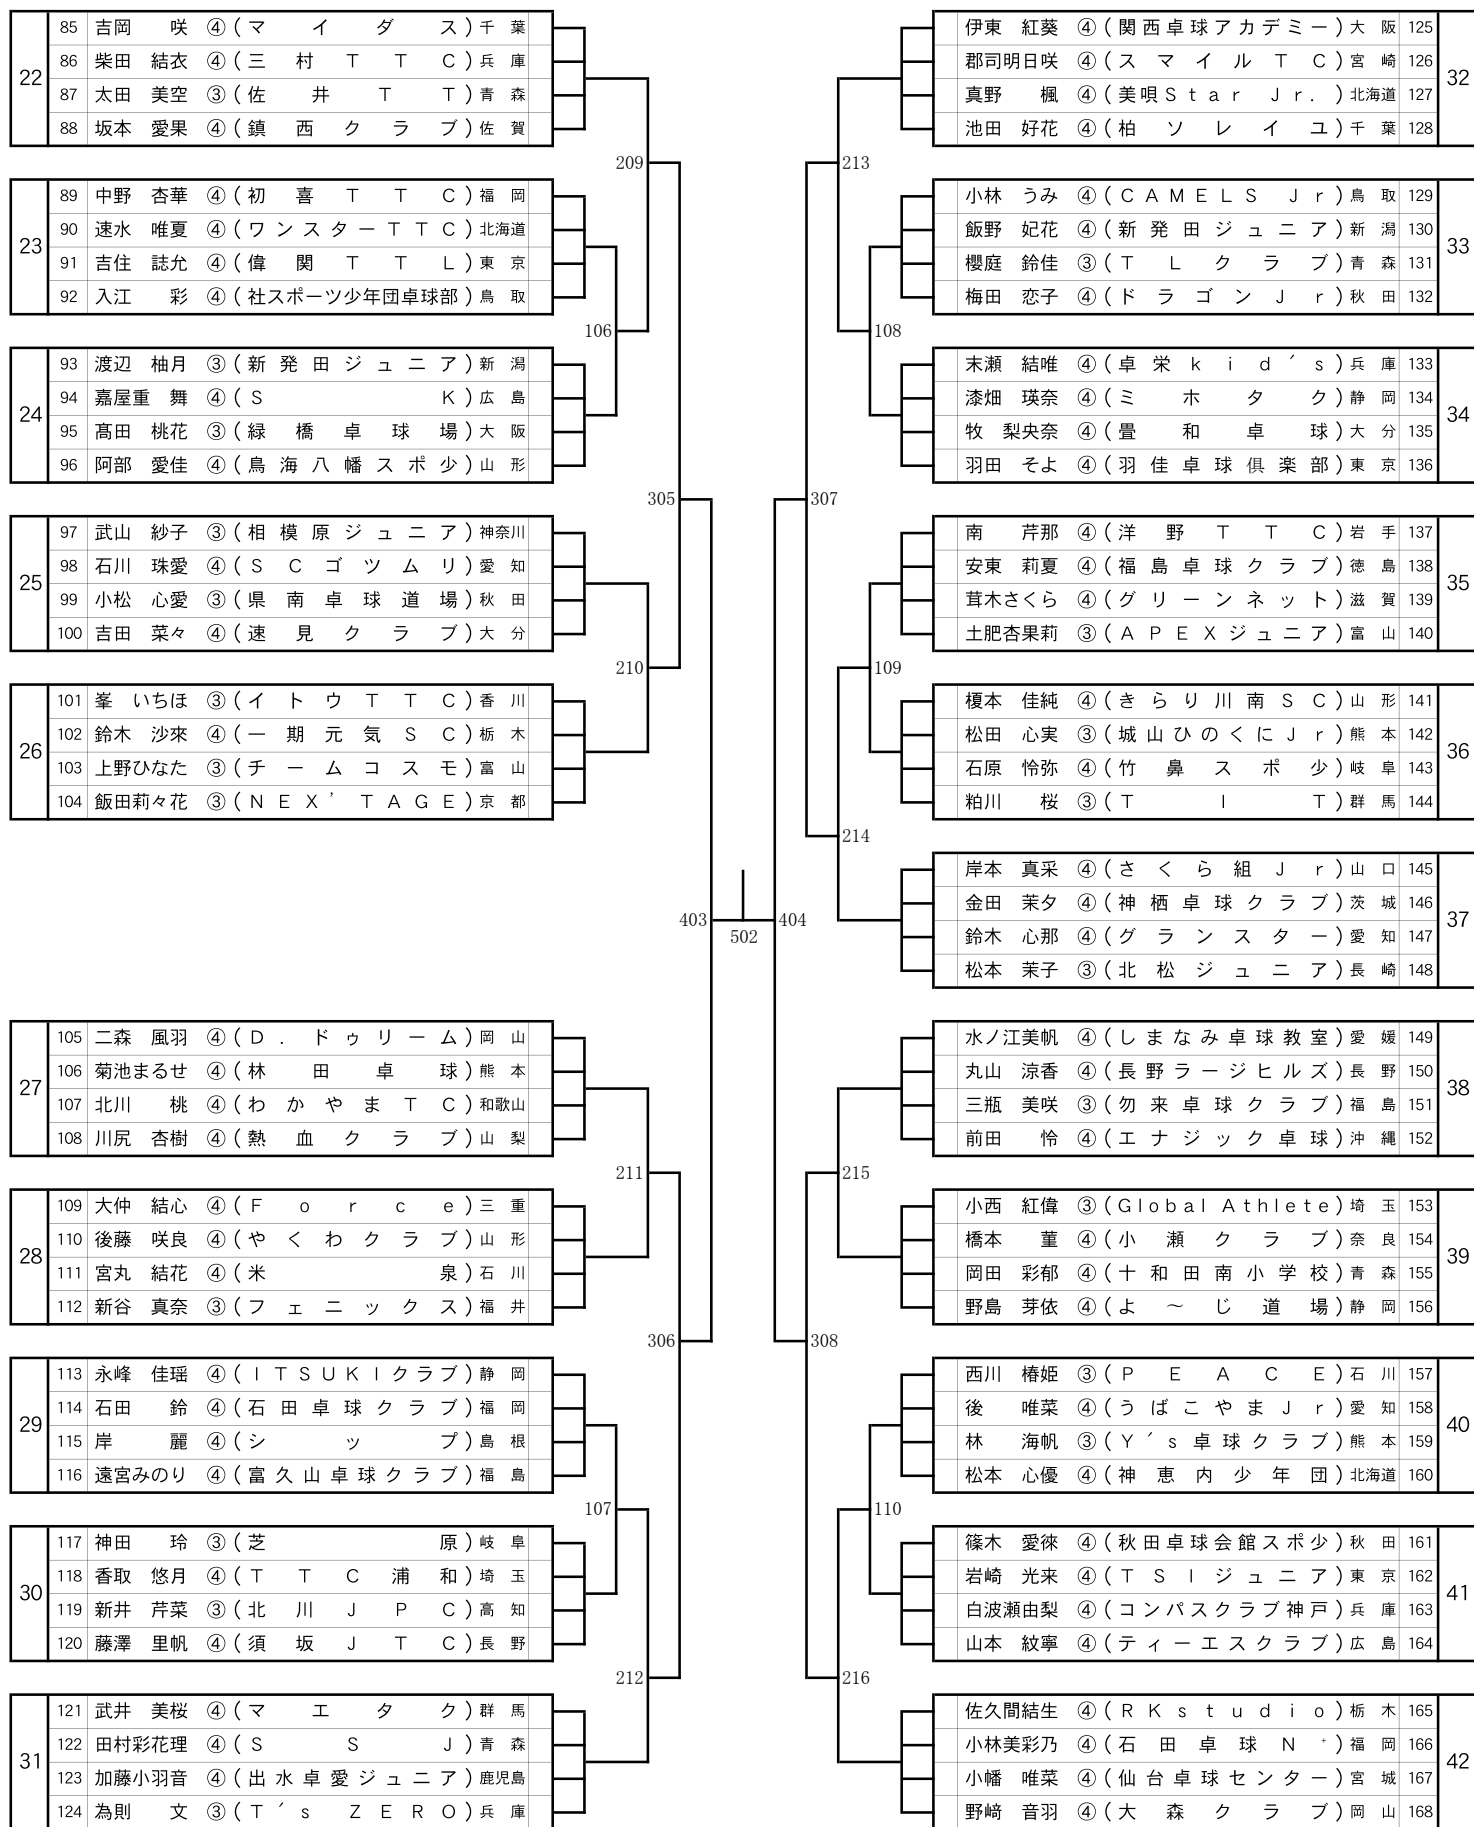 22
85 吉岡 咲 ④ (マイダス) 千葉
86 柴田 結衣 ④ (三村TTC) 兵庫
87 太田 美空 ③ (佐井TT) 青森
88 坂本 愛果 ④ (鎮西クラブ) 佐賀
209
23
89 中野 杏華 ④ (初喜TTC) 福岡
90 速水 唯夏 ④ (ワンスターTTC) 北海道
91 吉住 誌允 ④ (偉関TTL) 東京
92 入江 彩 ④ (社スポーツ少年団卓球部) 鳥取
106
24
93 渡辺 柚月 ③ (新発田ジュニア) 新潟
94 嘉屋重 舞 ④ (SK) 広島
95 髙田 桃花 ③ (緑橋卓球場) 大阪
96 阿部 愛佳 ④ (鳥海八幡スポ少) 山形
305
25
97 武山 紗子 ③ (相模原ジュニア) 神奈川
98 石川 珠愛 ④ (SCゴツムリ) 愛知
99 小松 心愛 ③ (県南卓球道場) 秋田
100 吉田 菜々 ④ (速見クラブ) 大分
210
26
101 峯 いちほ ③ (イトウTTC) 香川
102 鈴木 沙來 ④ (一期元気SC) 栃木
103 上野ひなた ③ (チームコスモ) 富山
104 飯田莉々花 ③ (NEX’TAGE) 京都
403
502
404
27
105 二森 風羽 ④ (D.ドゥリーム) 岡山
106 菊池まるせ ④ (林田卓球) 熊本
107 北川 桃 ④ (わかやまTC) 和歌山
108 川尻 杏樹 ④ (熱血クラブ) 山梨
211
28
109 大仲 結心 ④ (Force) 三重
110 後藤 咲良 ④ (やくわクラブ) 山形
111 宮丸 結花 ④ (米泉) 石川
112 新谷 真奈 ③ (フェニックス) 福井
306
29
113 永峰 佳瑶 ④ (ITSUKIクラブ) 静岡
114 石田 鈴 ④ (石田卓球クラブ) 福岡
115 岸 麗 ④ (シップ) 島根
116 遠宮みのり ④ (富久山卓球クラブ) 福島
107
30
117 神田 玲 ③ (芝原) 岐阜
118 香取 悠月 ④ (TTC浦和) 埼玉
119 新井 芹菜 ③ (北川JPC) 高知
120 藤澤 里帆 ④ (須坂JTC) 長野
212
31
121 武井 美桜 ④ (マエタク) 群馬
122 田村彩花理 ④ (SSJ) 青森
123 加藤小羽音 ④ (出水卓愛ジュニア) 鹿児島
124 為則 文 ③ (T´s ZERO) 兵庫
伊東 紅葵 ④ (関西卓球アカデミー) 大阪 125
郡司明日咲 ④ (スマイルTC) 宮崎 126
真野 楓 ④ (美唄Star Jr.) 北海道 127
池田 好花 ④ (柏ソレイユ) 千葉 128
32
213
小林 うみ ④ (CAMELS Jr) 鳥取 129
飯野 妃花 ④ (新発田ジュニア) 新潟 130
櫻庭 鈴佳 ③ (TLクラブ) 青森 131
梅田 恋子 ④ (ドラゴンJr) 秋田 132
33
108
末瀬 結唯 ④ (卓栄kid´s) 兵庫 133
漆畑 瑛奈 ④ (ミホタク) 静岡 134
牧 梨央奈 ④ (畳和卓球) 大分 135
羽田 そよ ④ (羽佳卓球倶楽部) 東京 136
34
307
南 芹那 ④ (洋野TTC) 岩手 137
安東 莉夏 ④ (福島卓球クラブ) 徳島 138
茸木さくら ④ (グリーンネット) 滋賀 139
土肥杏果莉 ③ (APEXジュニア) 富山 140
35
109
榎本 佳純 ④ (きらり川南SC) 山形 141
松田 心実 ③ (城山ひのくにJr) 熊本 142
石原 怜弥 ④ (竹鼻スポ少) 岐阜 143
粕川 桜 ③ (TIT) 群馬 144
36
214
岸本 真采 ④ (さくら組Jr) 山口 145
金田 茉夕 ④ (神栖卓球クラブ) 茨城 146
鈴木 心那 ④ (グランスター) 愛知 147
松本 茉子 ③ (北松ジュニア) 長崎 148
37
水ノ江美帆 ④ (しまなみ卓球教室) 愛媛 149
丸山 涼香 ④ (長野ラージヒルズ) 長野 150
三瓶 美咲 ③ (勿来卓球クラブ) 福島 151
前田 怜 ④ (エナジック卓球) 沖縄 152
38
215
小西 紅偉 ③ (Global Athlete) 埼玉 153
橋本 菫 ④ (小瀬クラブ) 奈良 154
岡田 彩郁 ④ (十和田南小学校) 青森 155
野島 芽依 ④ (よ~じ道場) 静岡 156
39
308
西川 椿姫 ③ (PEACE) 石川 157
後 唯菜 ④ (うばこやまJr) 愛知 158
林 海帆 ③ (Y´s卓球クラブ) 熊本 159
松本 心優 ④ (神恵内少年団) 北海道 160
40
110
篠木 愛徠 ④ (秋田卓球会館スポ少) 秋田 161
岩崎 光来 ④ (TSIジュニア) 東京 162
白波瀬由梨 ④ (コンパスクラブ神戸) 兵庫 163
山本 紋寧 ④ (ティーエスクラブ) 広島 164
41
216
佐久間結生 ④ (RKstudio) 栃木 165
小林美彩乃 ④ (石田卓球N⁺) 福岡 166
小幡 唯菜 ④ (仙台卓球センター) 宮城 167
野﨑 音羽 ④ (大森クラブ) 岡山 168
42